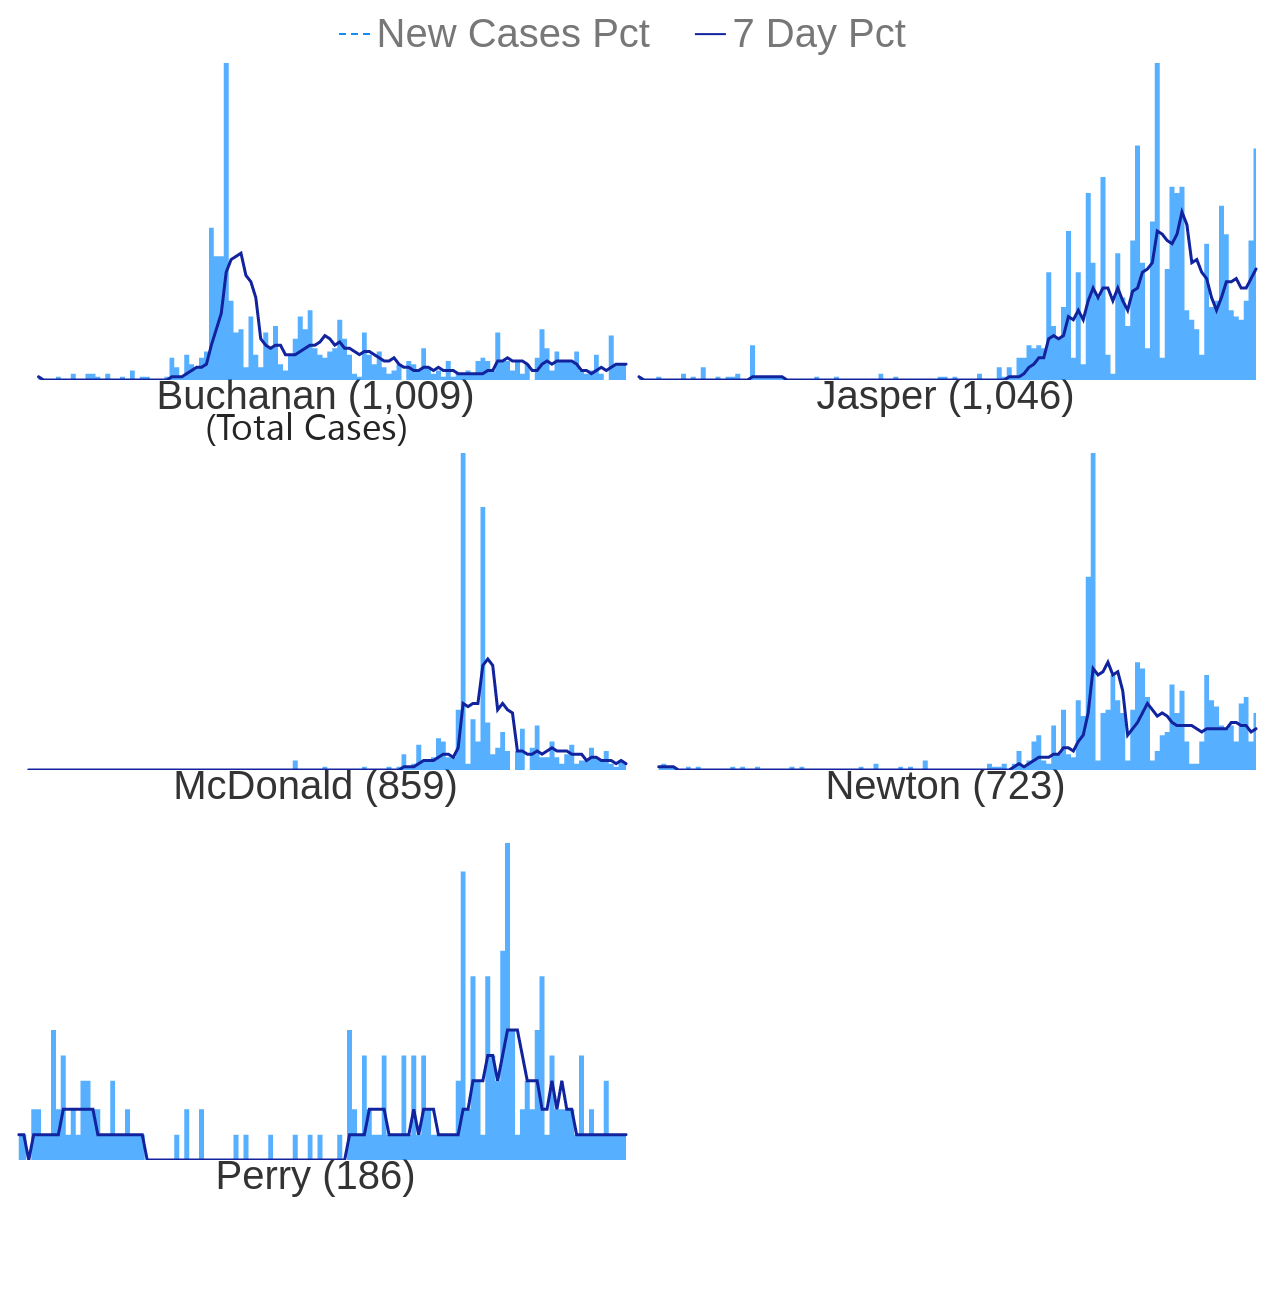 New Cases Pct 7 Day Pct
Buchanan (1,009) Jasper (1,046)
(Total Cases)
McDonald (859) Newton (723)
Perry (186)